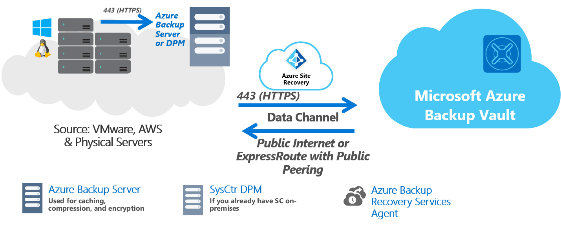 443 (HTTPS)
Azure
Backup
Server
or DPM
Azure Site
Recovery
443 (HTTPS)
Data Channel
Public Internet or
ExpressRoute with Public
Peering
Microsoft Azure
Backup Vault
Source: VMware, AWS
& Physical Servers
Azure Backup Server
Used for caching,
compression, and encryption
SysCtr DPM
If you already have SC on-
premises
Azure Backup
Recovery Services
Agent